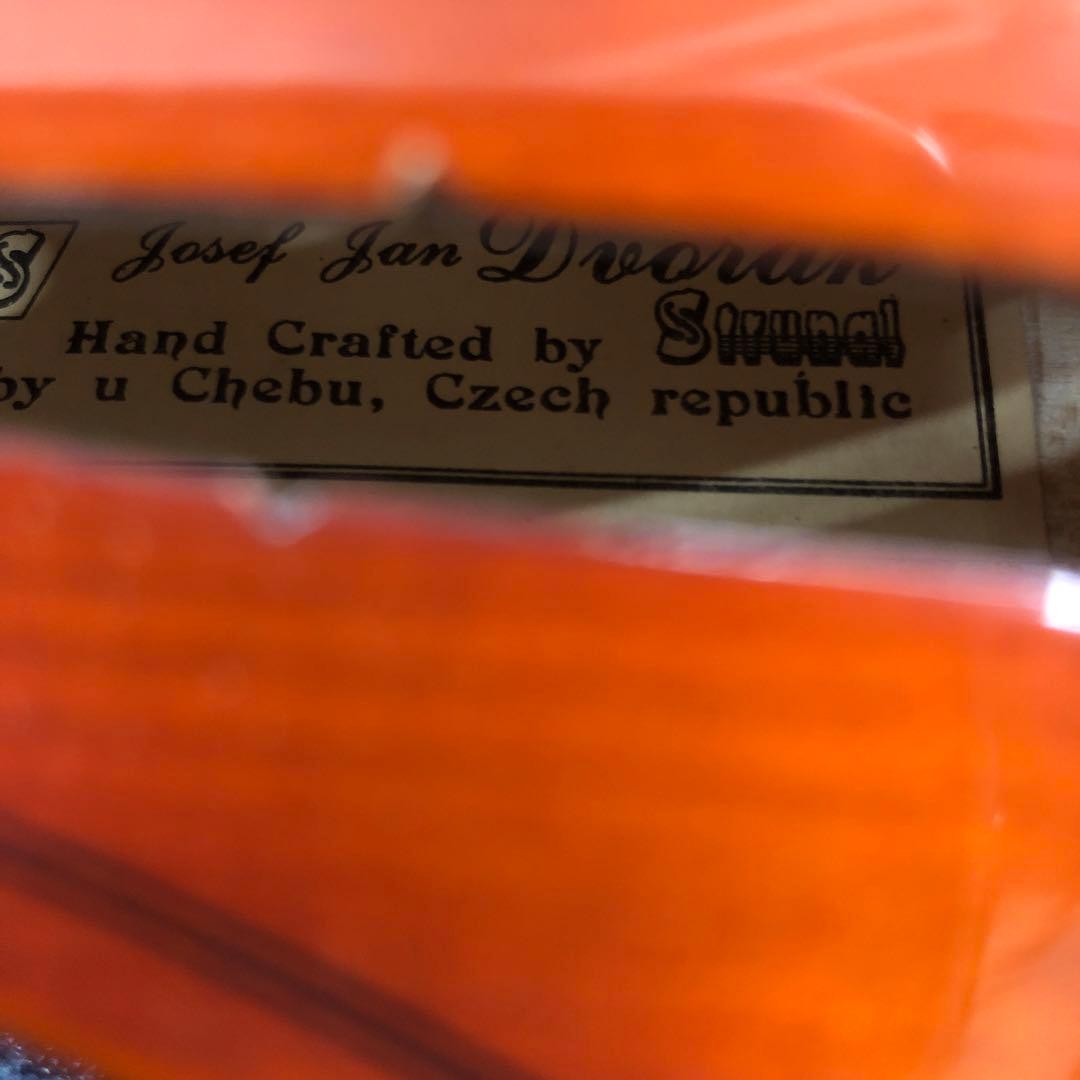 S
Josef Jan Dvorak
Hand Crafted by Strunal
by u Chebu, Czech republic